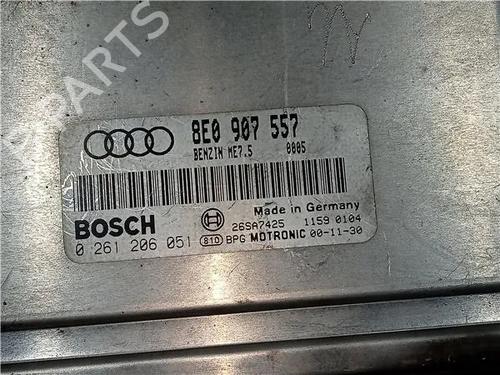 PARTS
8E0 907 557
BENZIN ME7.5 0005
Made in Germany
BOSCH
26SA7425 1159 0104
0 261 206 051 810 BPG MOTRONIC 00-11-30